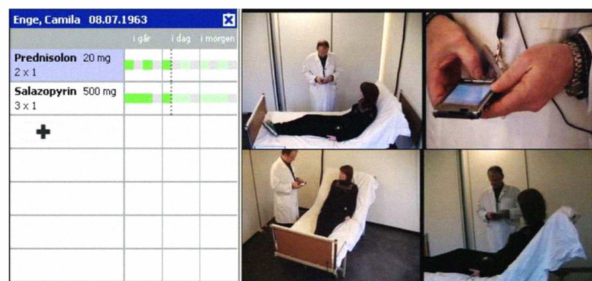 Enge, Camila 08.07.1963
i går i dag i morgen
Prednisolon 20 mg
2 x 1
Salazopyrin 500 mg
3 x 1